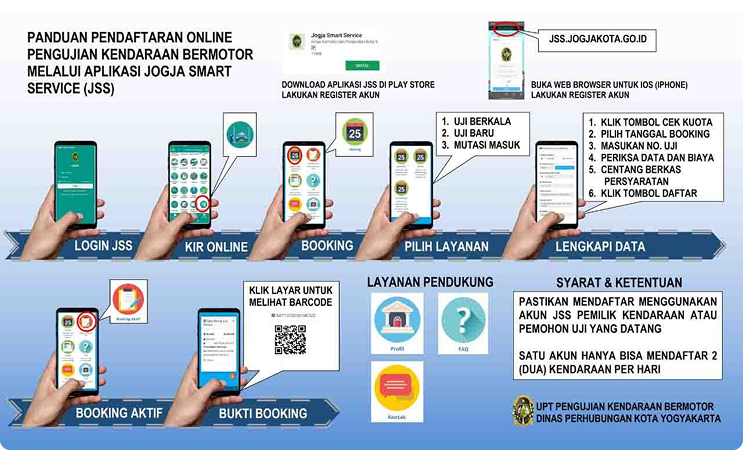 PANDUAN PENDAFTARAN ONLINE
PENGUJIAN KENDARAAN BERMOTOR
MELALUI APLIKASI JOGJA SMART
SERVICE (JSS)
Jogja Smart Service
DOWNLOAD APLIKASI JSS DI PLAY STORE
LAKUKAN REGISTER AKUN
JSS.JOGJAKOTA.GO.ID
BUKA WEB BROWSER UNTUK IOS (IPHONE)
LAKUKAN REGISTER AKUN
25
Booking
1. UJI BERKALA
2. UJI BARU
3. MUTASI MASUK
1. KLIK TOMBOL CEK KUOTA
2. PILIH TANGGAL BOOKING
3. MASUKAN NO. UJI
4. PERIKSA DATA DAN BIAYA
5. CENTANG BERKAS
PERSYARATAN
6. KLIK TOMBOL DAFTAR
LOGIN JSS
KIR ONLINE
BOOKING
PILIH LAYANAN
LENGKAPI DATA
Booking Aktif
KLIK LAYAR UNTUK
MELIHAT BARCODE
BOOKING AKTIF
BUKTI BOOKING
LAYANAN PENDUKUNG
Profil
FAQ
Kontak
SYARAT & KETENTUAN
PASTIKAN MENDAFTAR MENGGUNAKAN
AKUN JSS PEMILIK KENDARAAN ATAU
PEMOHON UJI YANG DATANG
SATU AKUN HANYA BISA MENDAFTAR 2
(DUA) KENDARAAN PER HARI
UPT PENGUJIAN KENDARAAN BERMOTOR
DINAS PERHUBUNGAN KOTA YOGYAKARTA